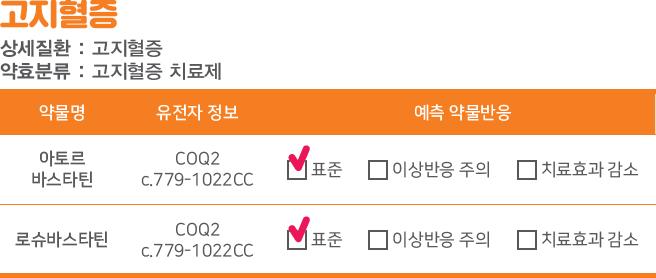 고지혈증
상세질환 : 고지혈증
약효분류 : 고지혈증 치료제
약물명 유전자 정보 예측 약물반응
아토르
바스타틴
COQ2
c.779-1022CC
표준 이상반응 주의 치료효과 감소
로슈바스타틴
COQ2
c.779-1022CC
표준 이상반응 주의 치료효과 감소